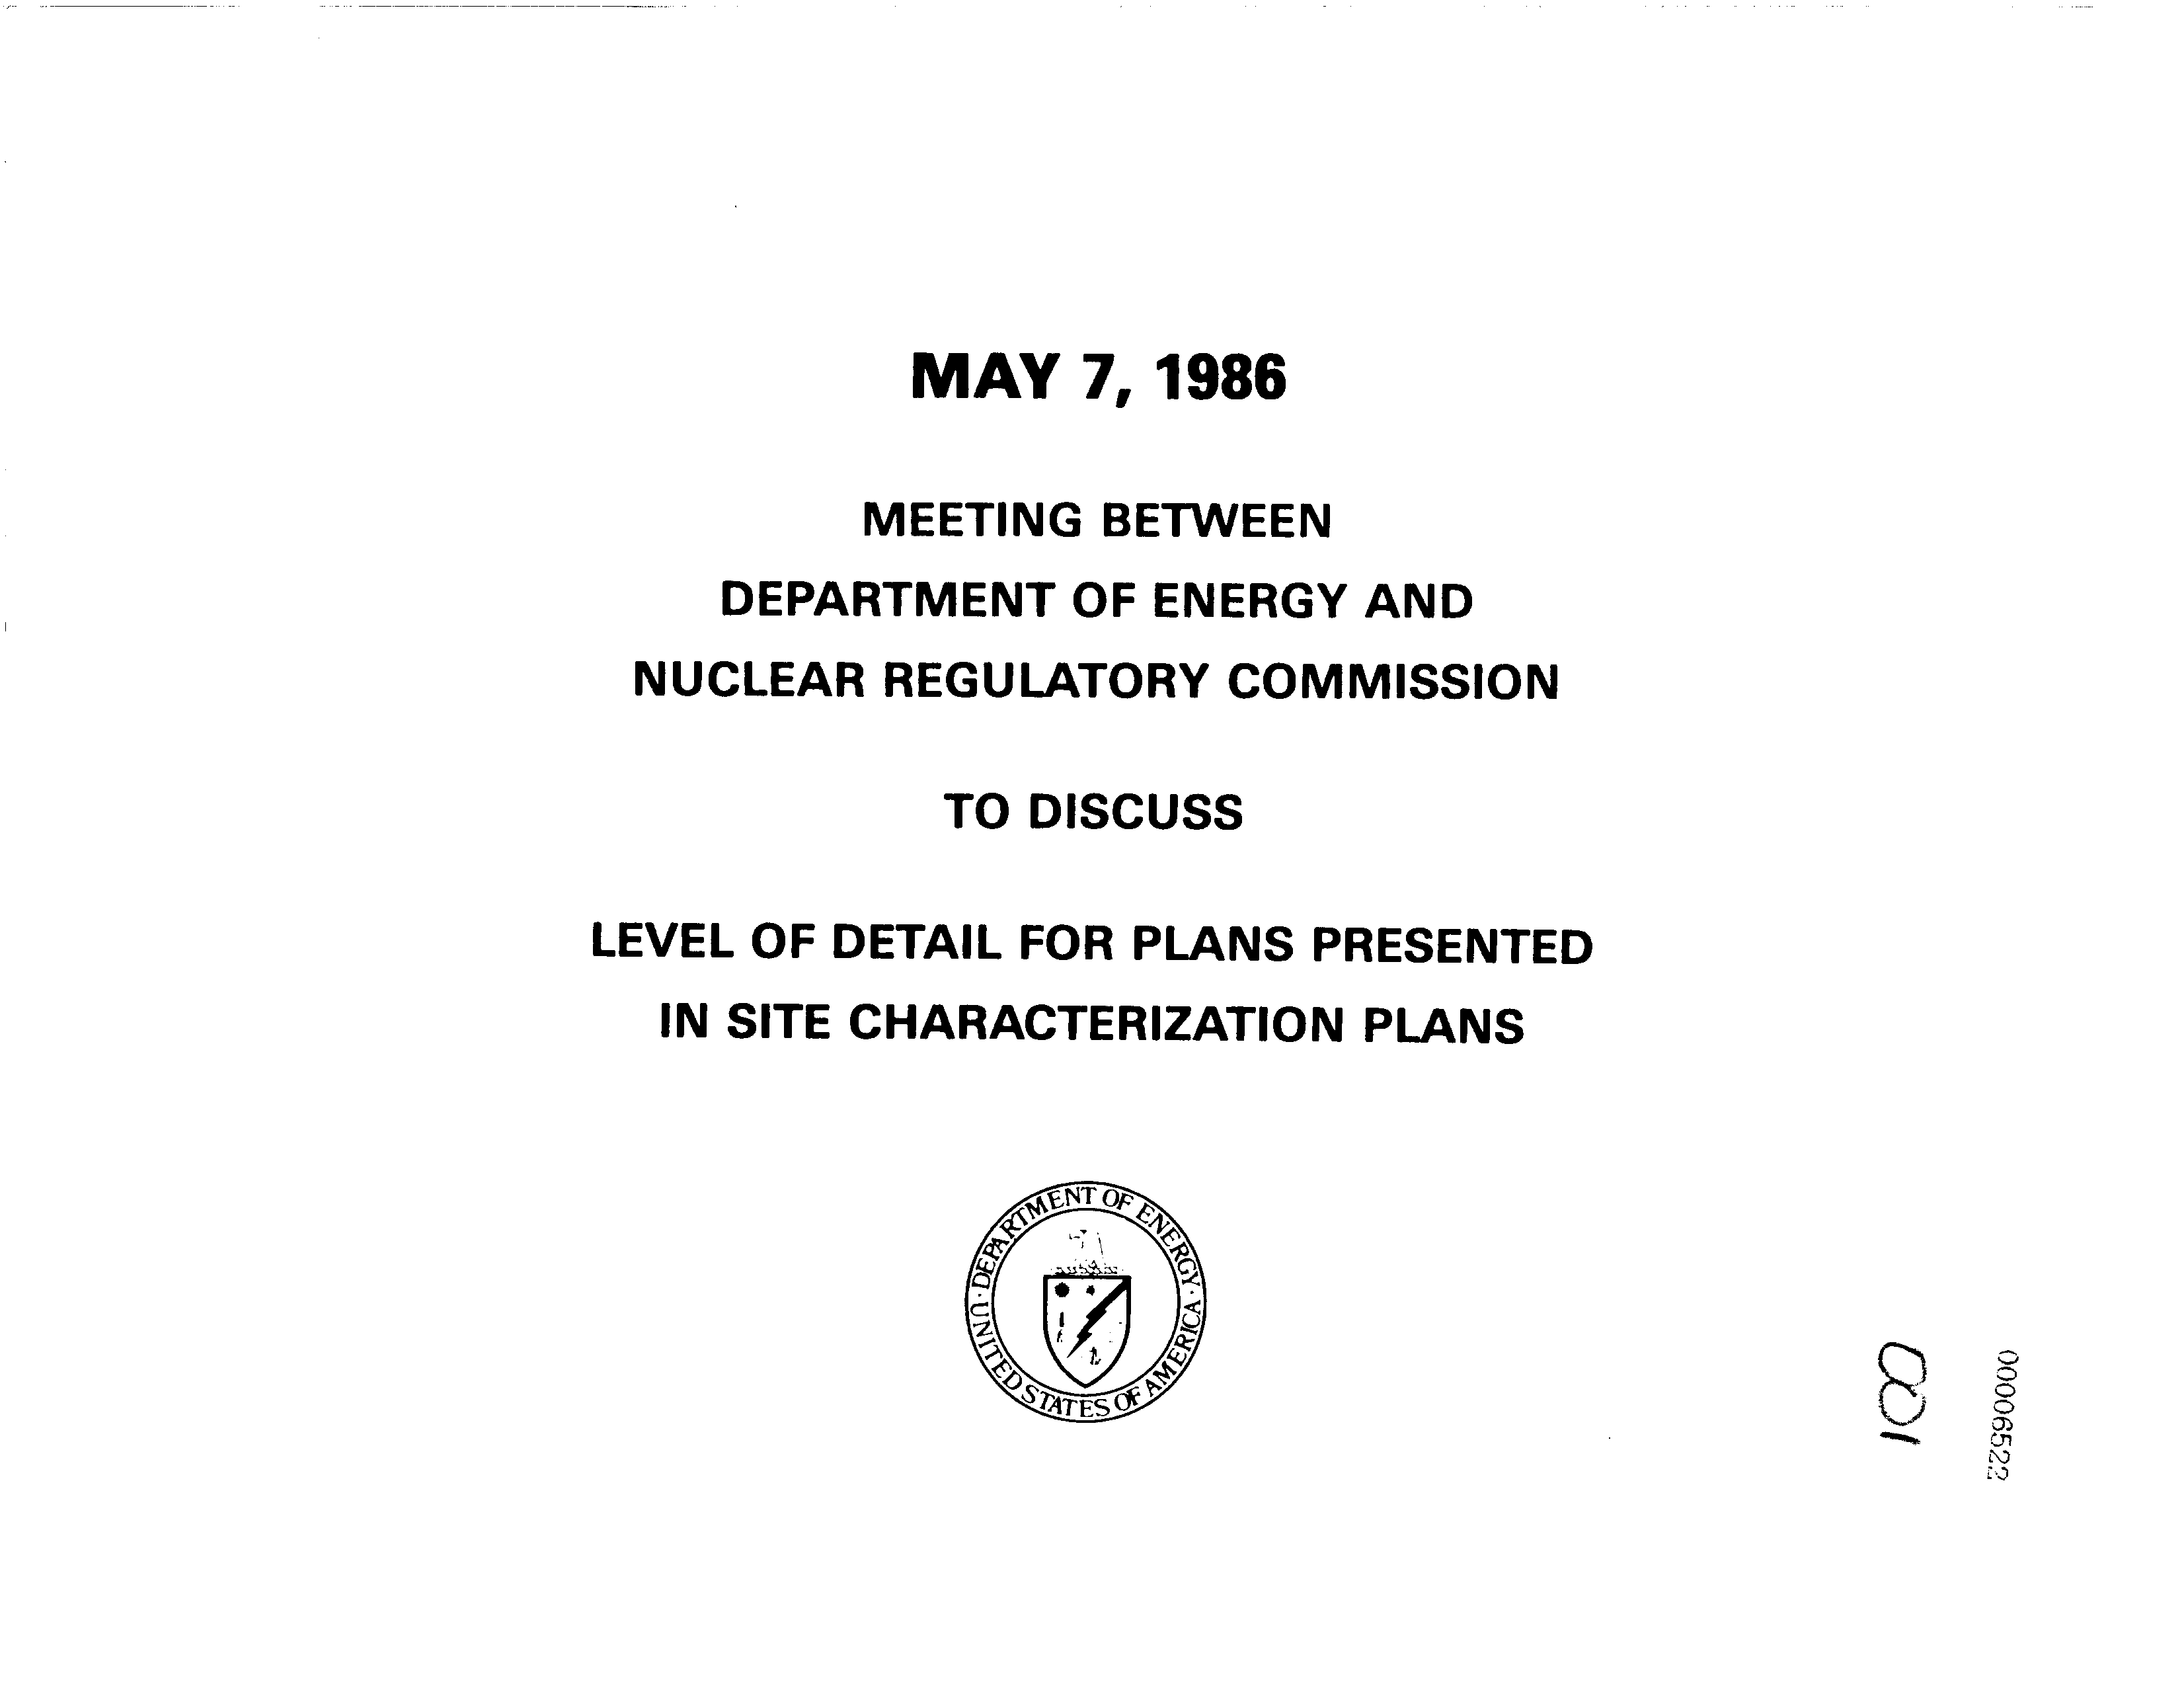 MAY 7, 1986
MEETING BETWEEN
DEPARTMENT OF ENERGY AND
NUCLEAR REGULATORY COMMISSION
TO DISCUSS
LEVEL OF DETAIL FOR PLANS PRESENTED
IN SITE CHARACTERIZATION PLANS
DEPARTMENT OF ENERGY
UNITED STATES OF AMERICA
00006522